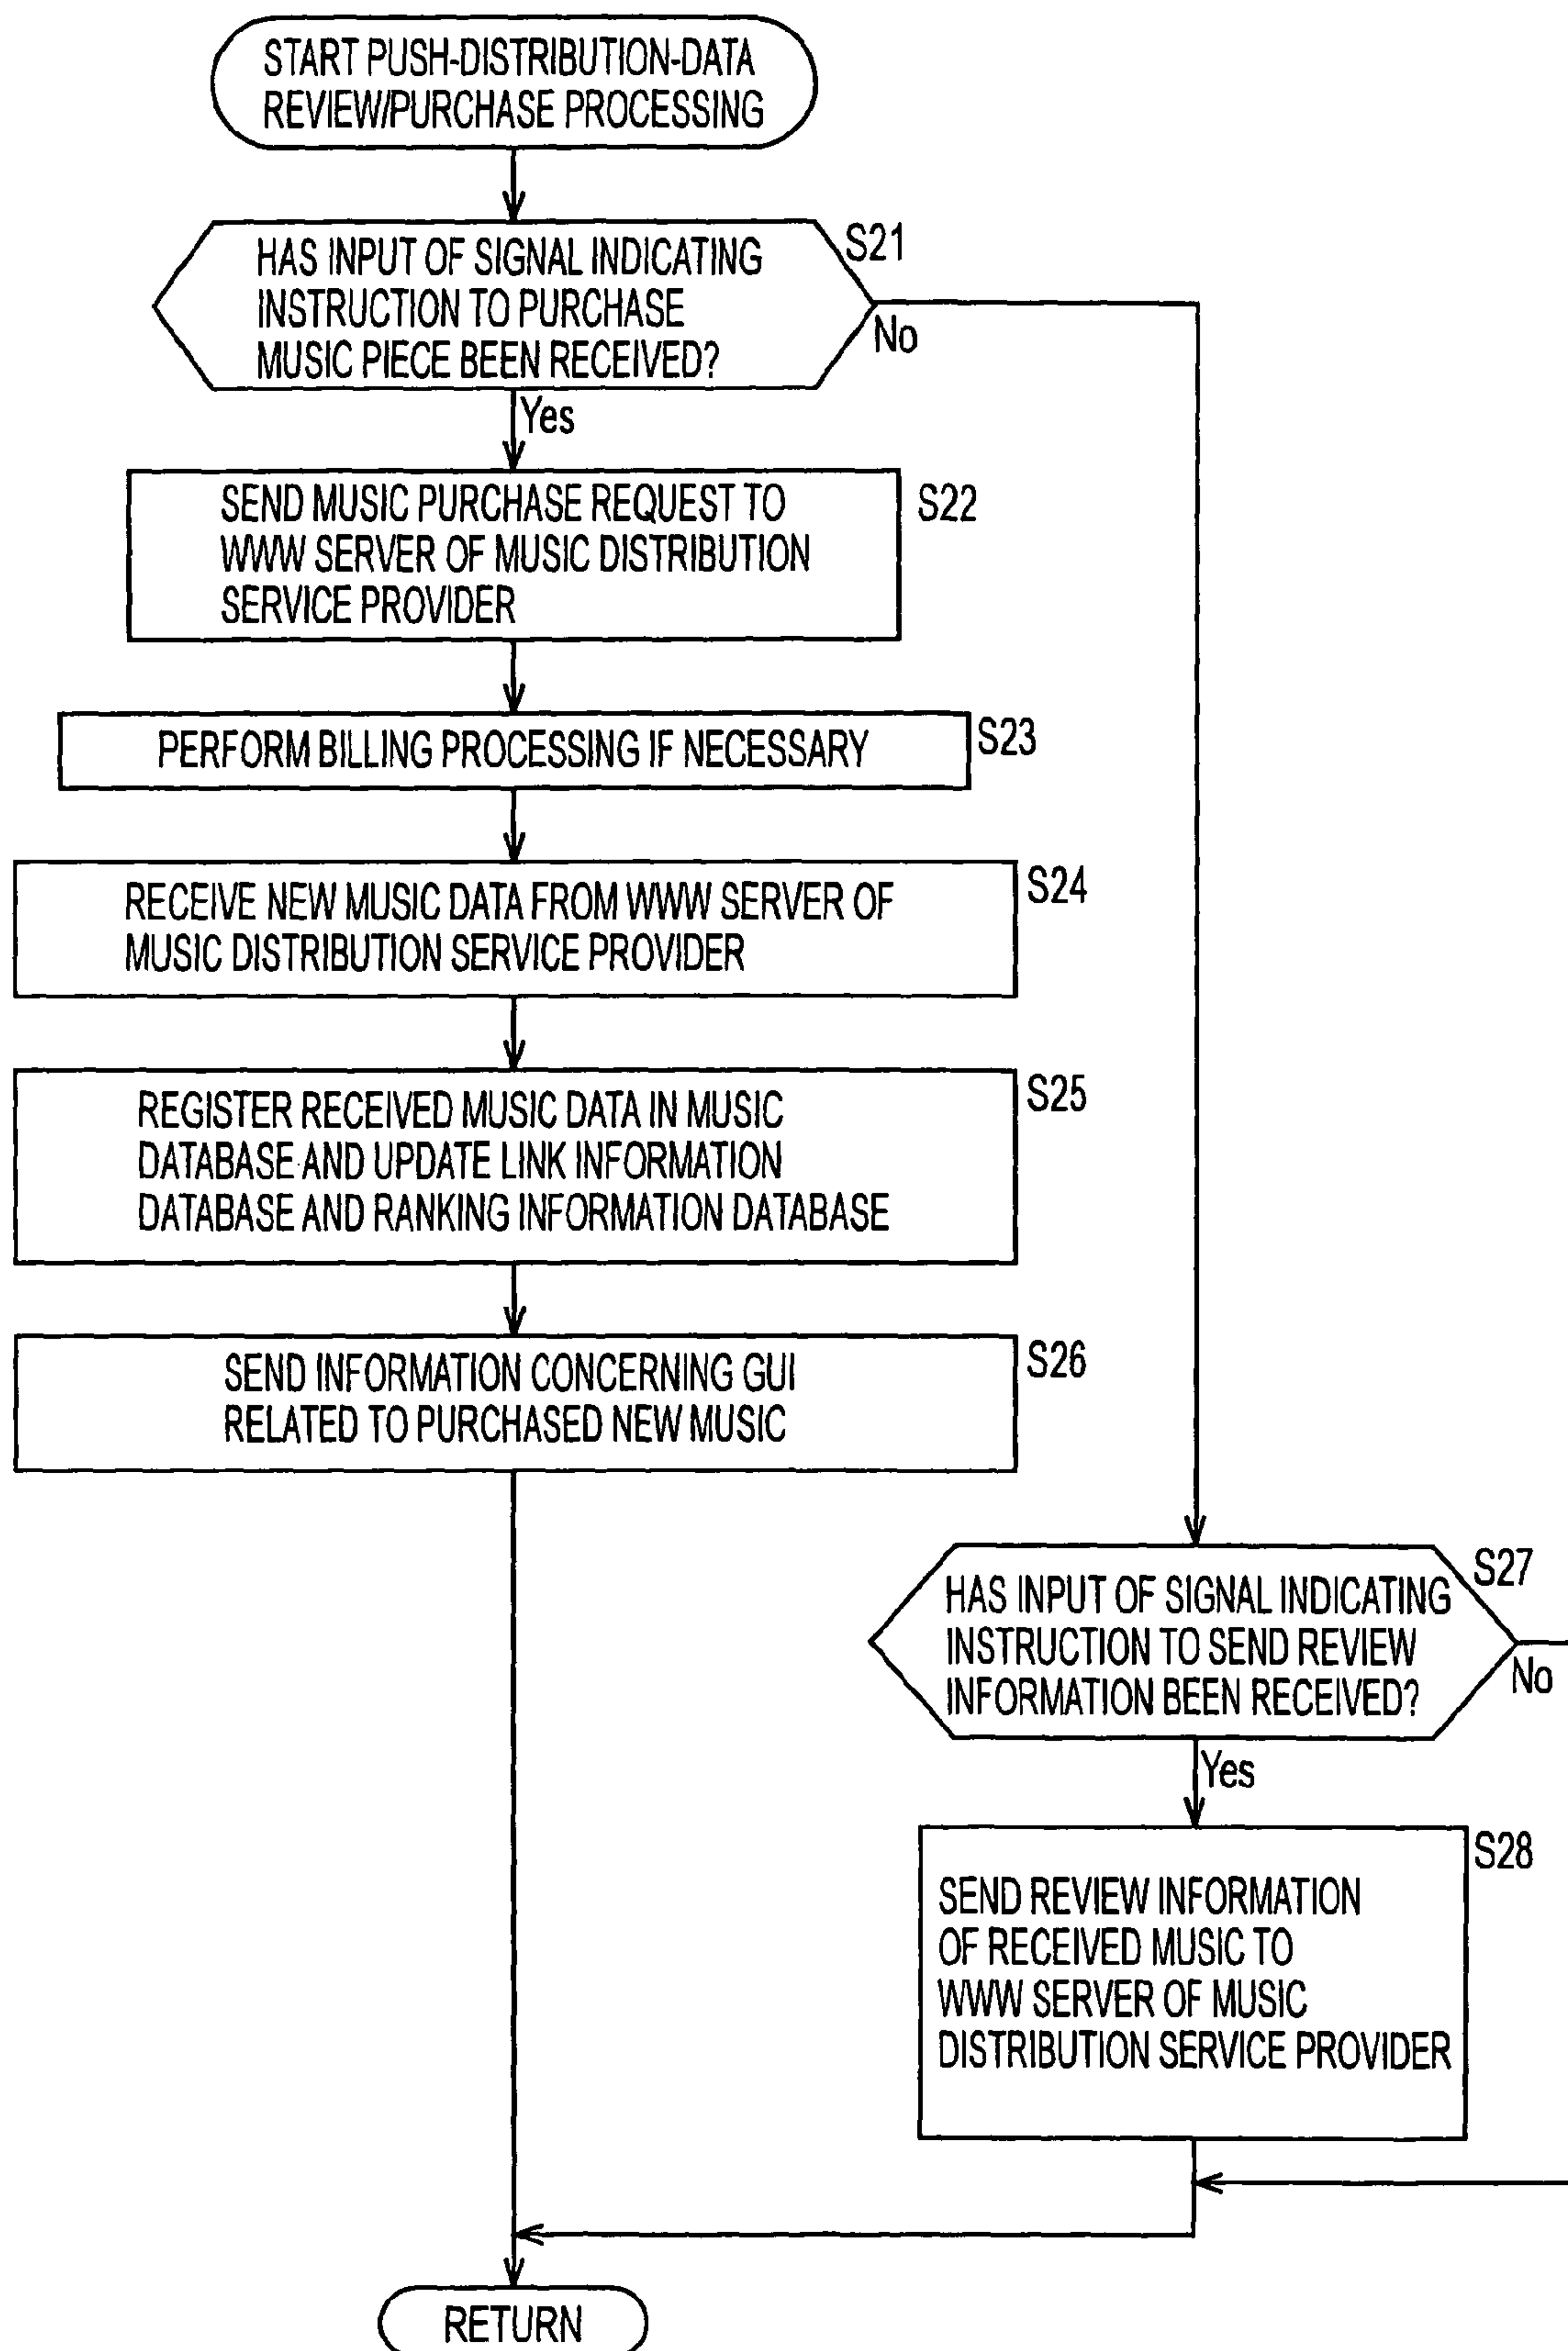 START PUSH-DISTRIBUTION-DATA
REVIEW/PURCHASE PROCESSING
HAS INPUT OF SIGNAL INDICATING
INSTRUCTION TO PURCHASE
MUSIC PIECE BEEN RECEIVED?
S21
No
Yes
SEND MUSIC PURCHASE REQUEST TO
WWW SERVER OF MUSIC DISTRIBUTION
SERVICE PROVIDER
S22
PERFORM BILLING PROCESSING IF NECESSARY
S23
RECEIVE NEW MUSIC DATA FROM WWW SERVER OF
MUSIC DISTRIBUTION SERVICE PROVIDER
S24
REGISTER RECEIVED MUSIC DATA IN MUSIC
DATABASE AND UPDATE LINK INFORMATION
DATABASE AND RANKING INFORMATION DATABASE
S25
SEND INFORMATION CONCERNING GUI
RELATED TO PURCHASED NEW MUSIC
S26
HAS INPUT OF SIGNAL INDICATING
INSTRUCTION TO SEND REVIEW
INFORMATION BEEN RECEIVED?
S27
No
Yes
SEND REVIEW INFORMATION
OF RECEIVED MUSIC TO
WWW SERVER OF MUSIC
DISTRIBUTION SERVICE PROVIDER
S28
RETURN